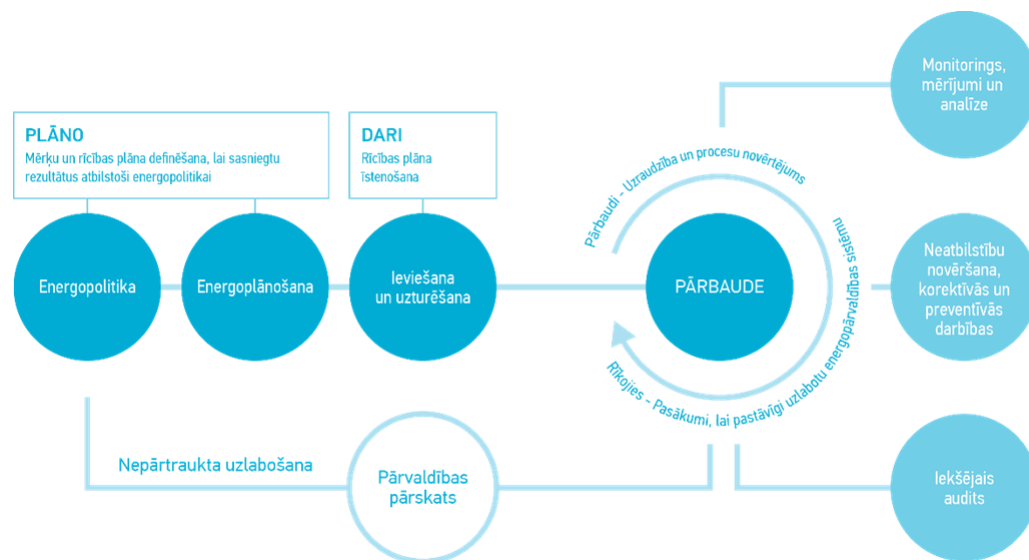 PLĀNO
Mērķu un rīcības plāna definēšana, lai sasniegtu
rezultātus atbilstoši energopolitikai
DARI
Rīcības plāna
īstenošana
Energopolitika
Energoplānošana
Ieviešana
un uzturēšana
Pārbaudi - Uzraudzība un procesu novērtējums
PĀRBAUDE
Rīkojies - Pasākumi, lai pastāvīgi uzlabotu energopārvaldības sistēmu
Monitorings,
mērījumi un
analīze
Neatbilstību
novēršana,
korektīvās un
preventīvās
darbības
Nepārtraukta uzlabošana
Pārvaldības
pārskats
Iekšējais
audits